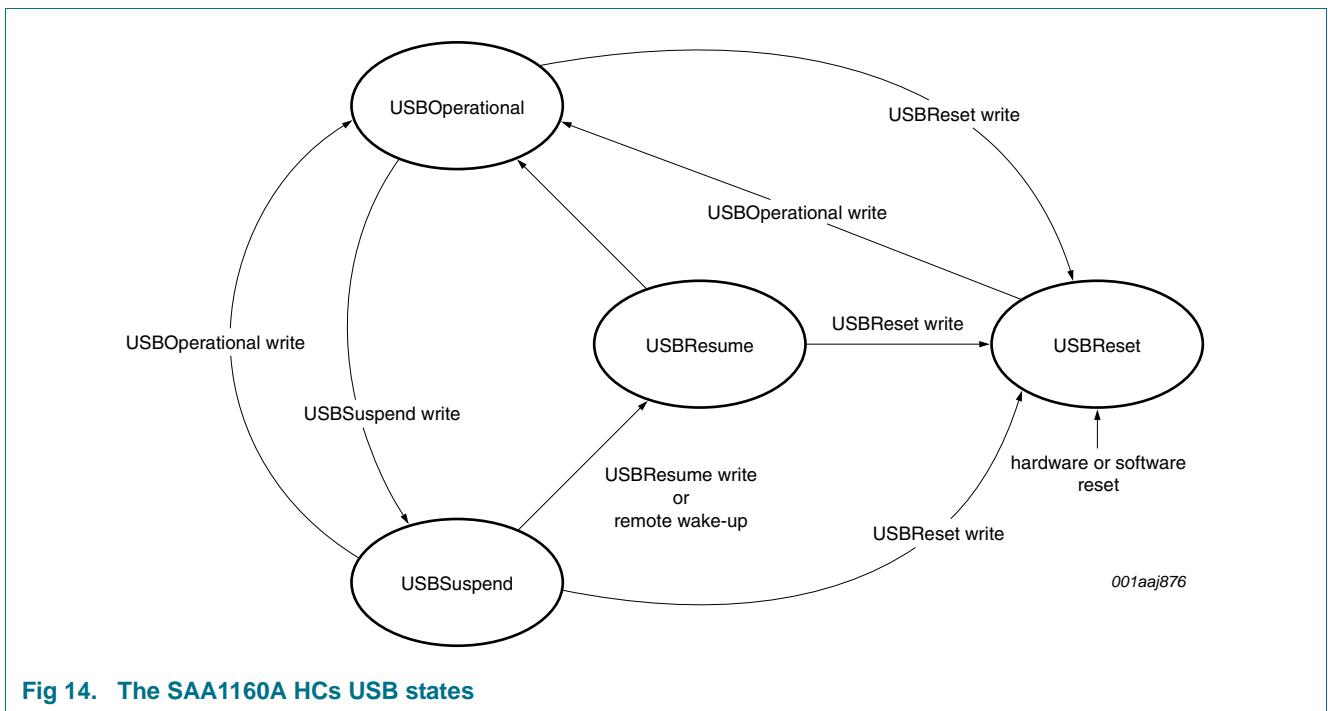 USBOperational
USBReset write
USBOperational write
USBOperational write
USBResume
USBReset write
USBReset
USBSuspend write
USBResume write
or
remote wake-up
hardware or software
reset
USBReset write
USBSuspend
001aaj876
Fig 14. The SAA1160A HCs USB states